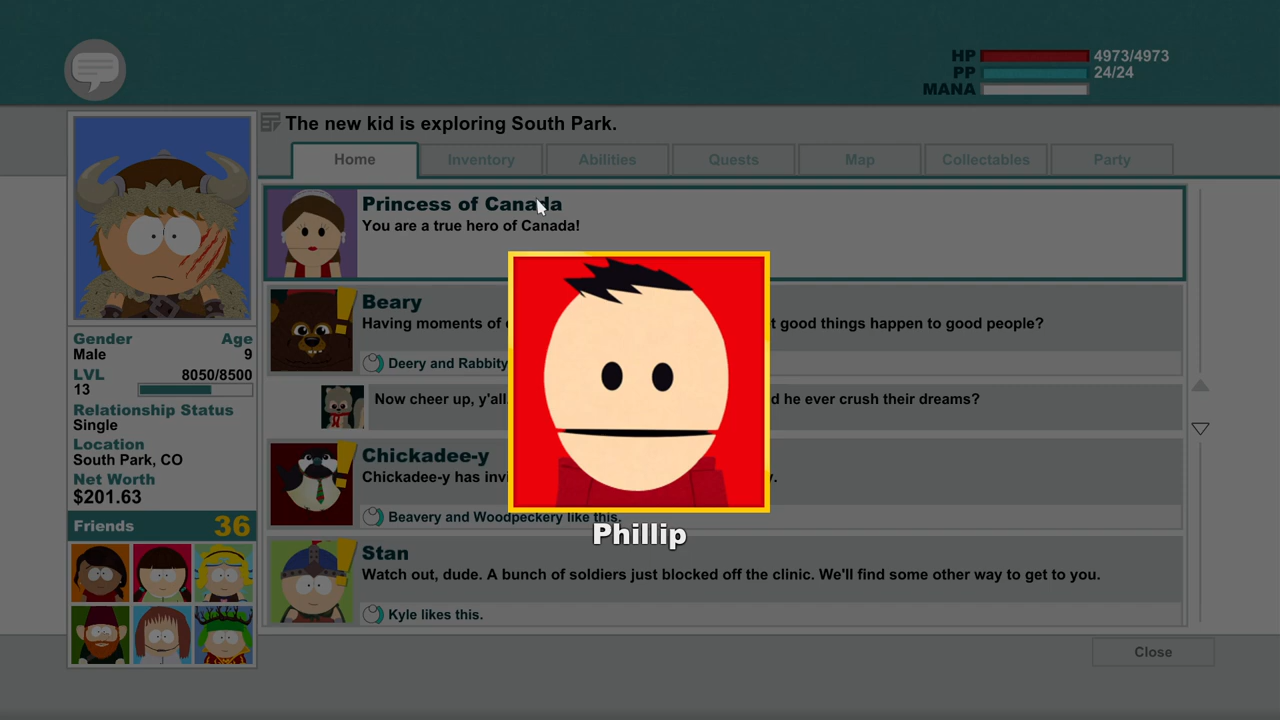 HP 4973/4973
PP 24/24
MANA
The new kid is exploring South Park.
Home Inventory Abilities Quests Map Collectables Party
Princess of Canada
You are a true hero of Canada!
Beary
Having moments of t good things happen to good people?
Deery and Rabbity
Now cheer up, y'all. d he ever crush their dreams?
Chickadee-y
Chickadee-y has y.
Beavery and Woodpeckery like this.
Stan
Watch out, dude. A bunch of soldiers just blocked off the clinic. We'll find some other way to get to you.
Kyle likes this.
Gender Age
Male 9
LVL 8050/8500
13
Relationship Status
Single
Location
South Park, CO
Net Worth
$201.63
Friends 36
Phillip
Close